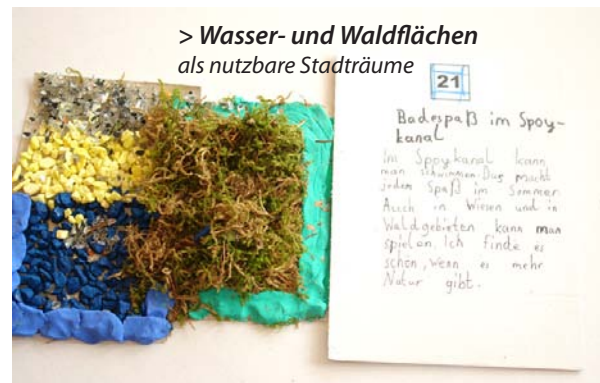 > Wasser- und Waldflächen
als nutzbare Stadträume
21
Badespaß im Spoy-
kanal
Im Spoykanal kann
man schwimmen. Das macht
jedem Spaß im Sommer
Auch in Wiesen und in
Waldgebieten kann man
spielen. Ich finde es
schön, wenn es mehr
Natur gibt.